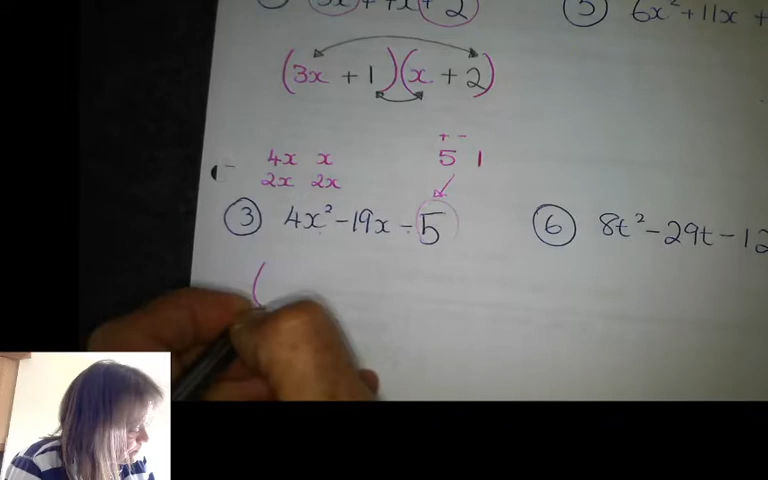 5 6x² + 11x +
(3x + 1)(x + 2)
+ -
4x x 5 1
2x 2x
3 4x² - 19x - 5 6 8t² - 29t - 12
(